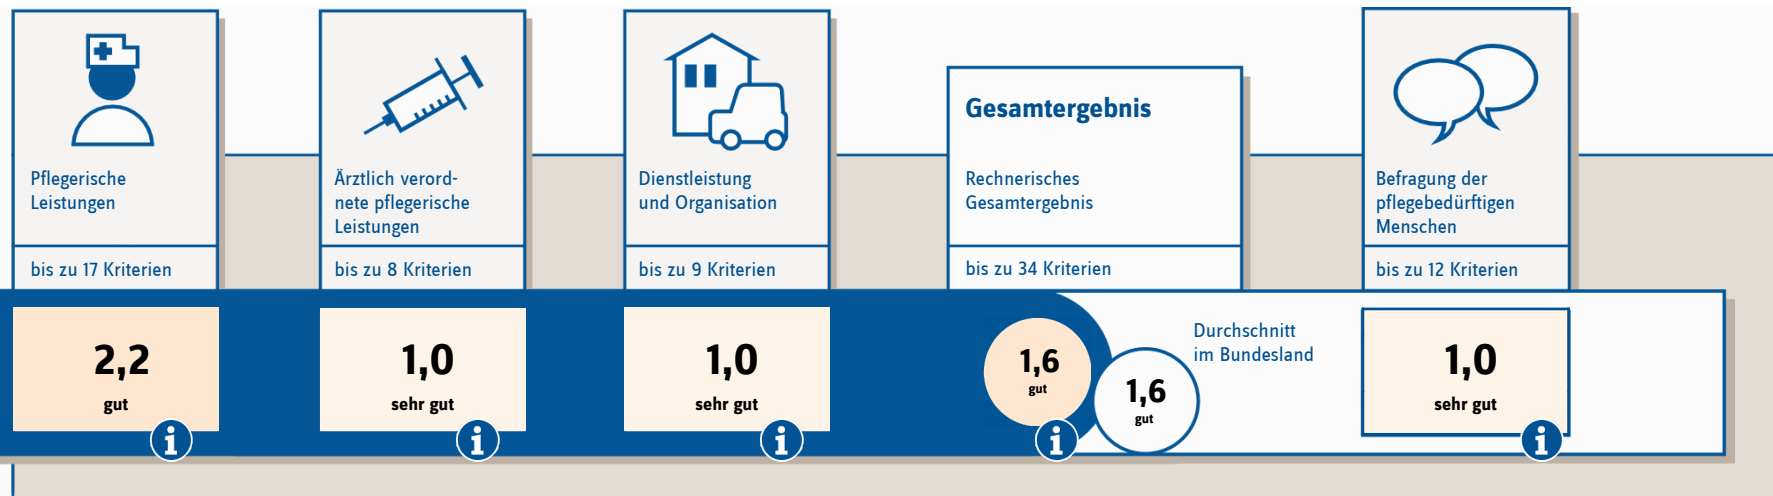 Pflegerische
Leistungen
bis zu 17 Kriterien
2,2
gut
i
Ärztlich verord-
nete pflegerische
Leistungen
bis zu 8 Kriterien
1,0
sehr gut
i
Dienstleistung
und Organisation
bis zu 9 Kriterien
1,0
sehr gut
i
Gesamtergebnis
Rechnerisches
Gesamtergebnis
bis zu 34 Kriterien
1,6
gut
i
1,6
gut
Durchschnitt
im Bundesland
Befragung der
pflegebedürftigen
Menschen
bis zu 12 Kriterien
1,0
sehr gut
i